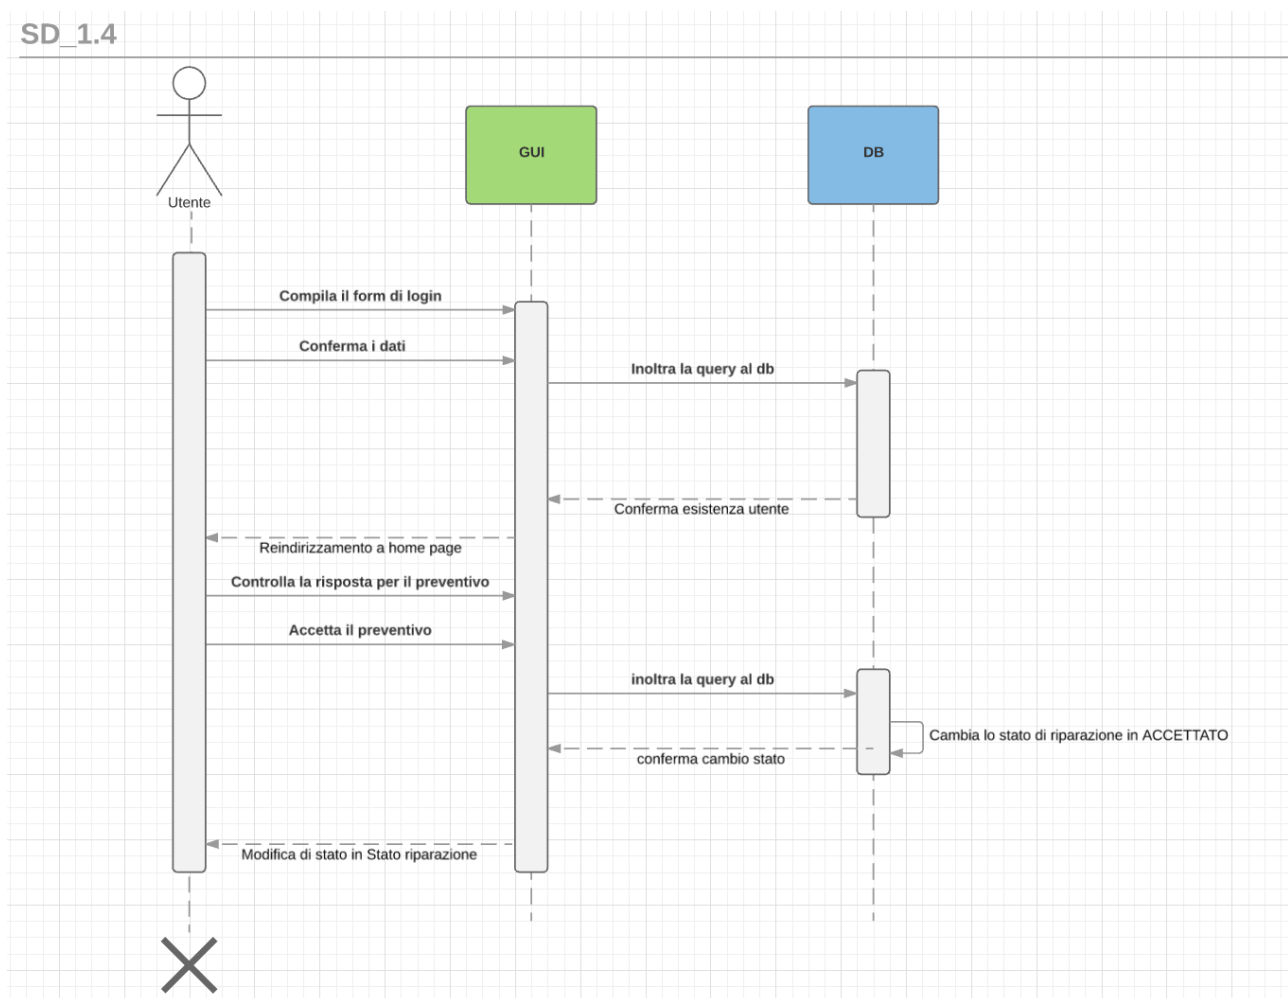 SD_1.4
Utente
GUI
DB
Compila il form di login
Conferma i dati
Inoltra la query al db
Conferma esistenza utente
Reindirizzamento a home page
Controlla la risposta per il preventivo
Accetta il preventivo
inoltra la query al db
Cambia lo stato di riparazione in ACCETTATO
conferma cambio stato
Modifica di stato in Stato riparazione